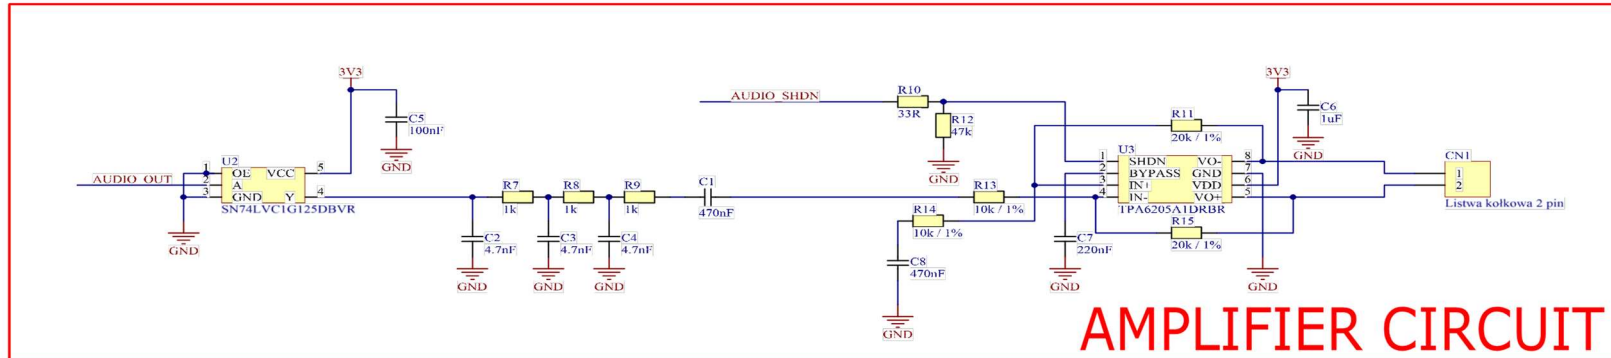 3V3
C5
100nF
GND
AUDIO_OUT
U2
1
2
3
OE
A
GND
VCC
Y
5
4
SN74LVC1G125DBVR
GND
R7
1k
R8
1k
R9
1k
C1
470nF
C2
4.7nF
GND
C3
4.7nF
GND
C4
4.7nF
GND
AUDIO_SHDN
R10
33R
R12
47k
GND
R13
10k / 1%
R14
10k / 1%
C8
470nF
GND
R11
20k / 1%
U3
1
2
3
4
SHDN
BYPASS
IN+
IN-
VO-
GND
VDD
VO+
8
7
6
5
TPA6205A1DRBR
R15
20k / 1%
C7
220nF
GND
GND
3V3
C6
1uF
GND
CN1
1
2
Listwa kołkowa 2 pin
AMPLIFIER CIRCUIT